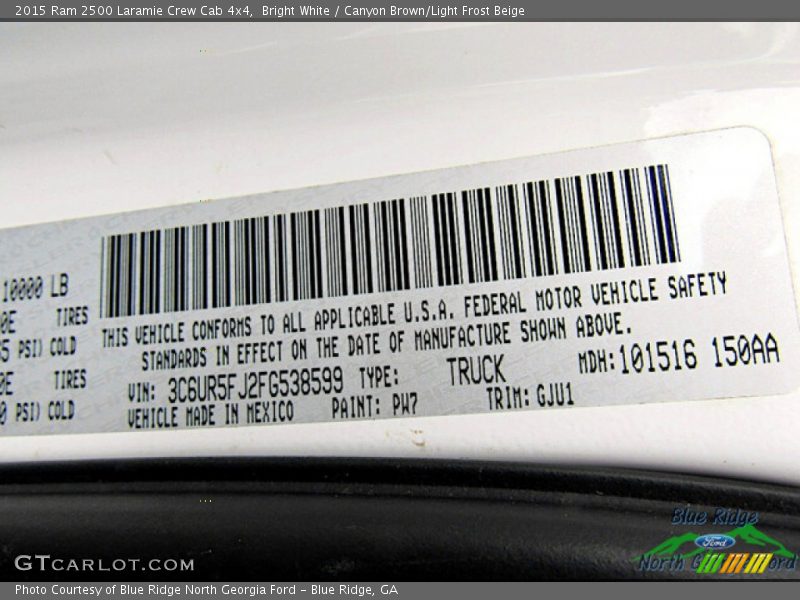 2015 Ram 2500 Laramie Crew Cab 4x4, Bright White / Canyon Brown/Light Frost Beige
10000 LB
TIRES
PSI) COLD
TIRES
PSI) COLD
THIS VEHICLE CONFORMS TO ALL APPLICABLE U.S.A. FEDERAL MOTOR VEHICLE SAFETY
STANDARDS IN EFFECT ON THE DATE OF MANUFACTURE SHOWN ABOVE.
VIN: 3C6UR5FJ2FG538599 TYPE: TRUCK MDH:101516 150AA
VEHICLE MADE IN MEXICO PAINT: PW7 TRIM: GJU1
Blue Ridge
Ford
North Ford
GTCARLOT.COM
Photo Courtesy of Blue Ridge North Georgia Ford – Blue Ridge, GA